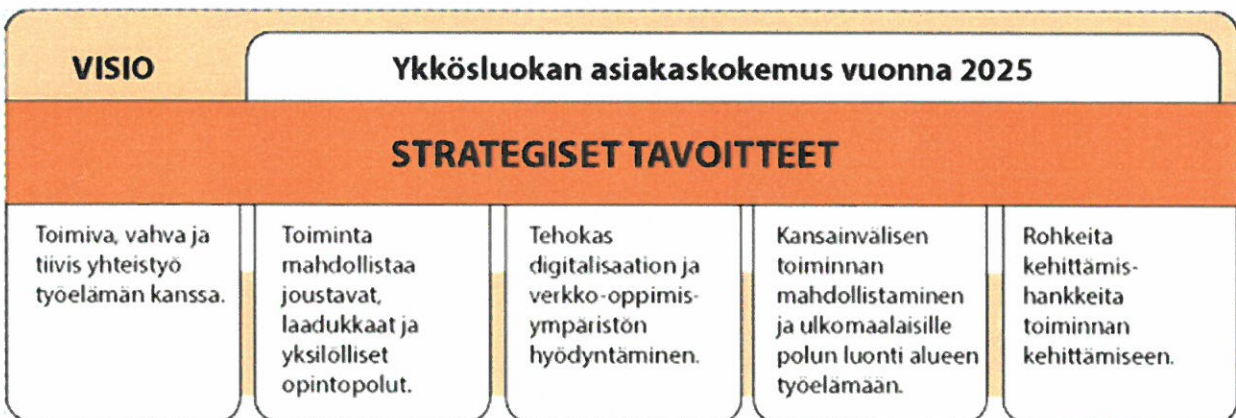 VISIO
Ykkösluokan asiakaskokemus vuonna 2025
STRATEGISET TAVOITTEET
Toimiva, vahva ja
tiivis yhteistyö
työelämän kanssa.
Toiminta
mahdollistaa
joustavat,
laadukkaat ja
yksilölliset
opintopolut.
Tehokas
digitalisaation ja
verkko-oppimis-
ympäristön
hyödyntäminen.
Kansainvälisen
toiminnan
mahdollistaminen
ja ulkomaalaisille
polun luonti alueen
työelämään.
Rohkeita
kehittämis-
hankkeita
toiminnan
kehittämiseen.